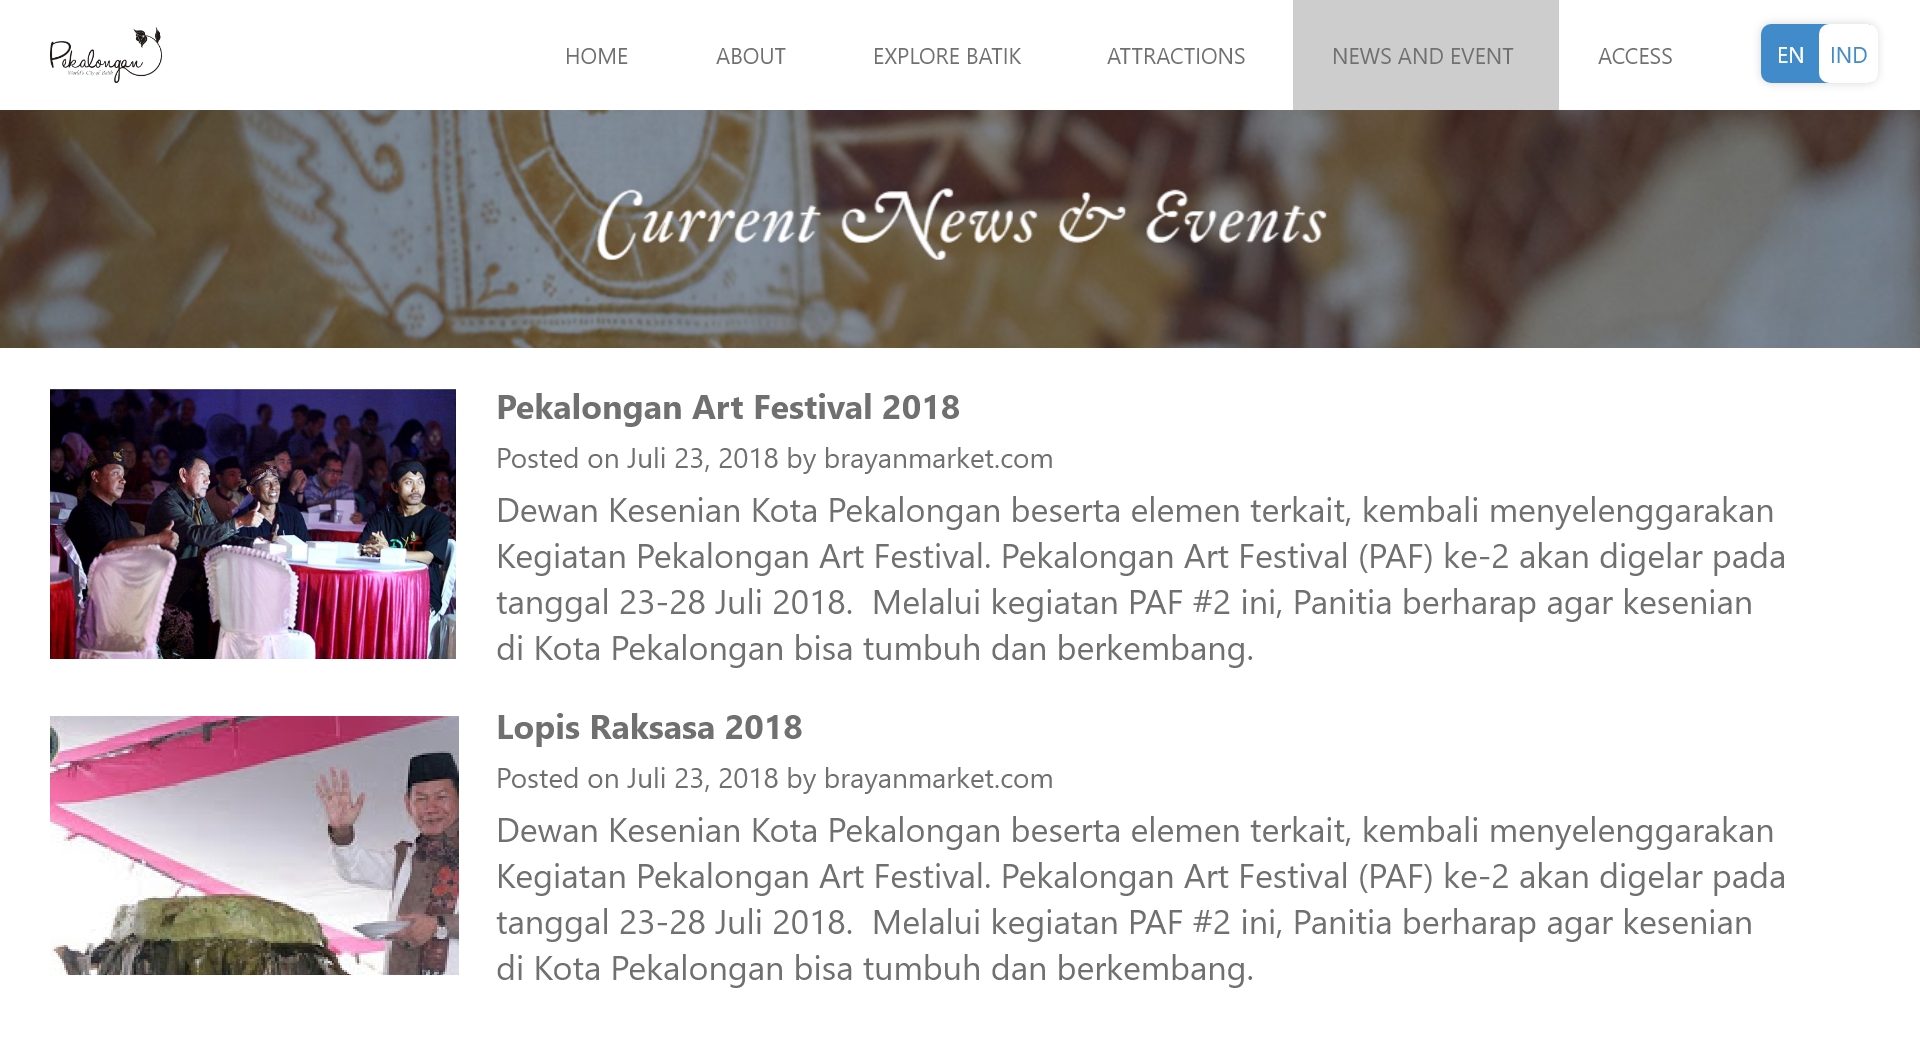 Pekalongan
World's City of Batik
HOME
ABOUT
EXPLORE BATIK
ATTRACTIONS
NEWS AND EVENT
ACCESS
EN
IND
Current News & Events
Pekalongan Art Festival 2018
Posted on Juli 23, 2018 by brayanmarket.com
Dewan Kesenian Kota Pekalongan beserta elemen terkait, kembali menyelenggarakan
Kegiatan Pekalongan Art Festival. Pekalongan Art Festival (PAF) ke-2 akan digelar pada
tanggal 23-28 Juli 2018.  Melalui kegiatan PAF #2 ini, Panitia berharap agar kesenian
di Kota Pekalongan bisa tumbuh dan berkembang.
Lopis Raksasa 2018
Posted on Juli 23, 2018 by brayanmarket.com
Dewan Kesenian Kota Pekalongan beserta elemen terkait, kembali menyelenggarakan
Kegiatan Pekalongan Art Festival. Pekalongan Art Festival (PAF) ke-2 akan digelar pada
tanggal 23-28 Juli 2018.  Melalui kegiatan PAF #2 ini, Panitia berharap agar kesenian
di Kota Pekalongan bisa tumbuh dan berkembang.